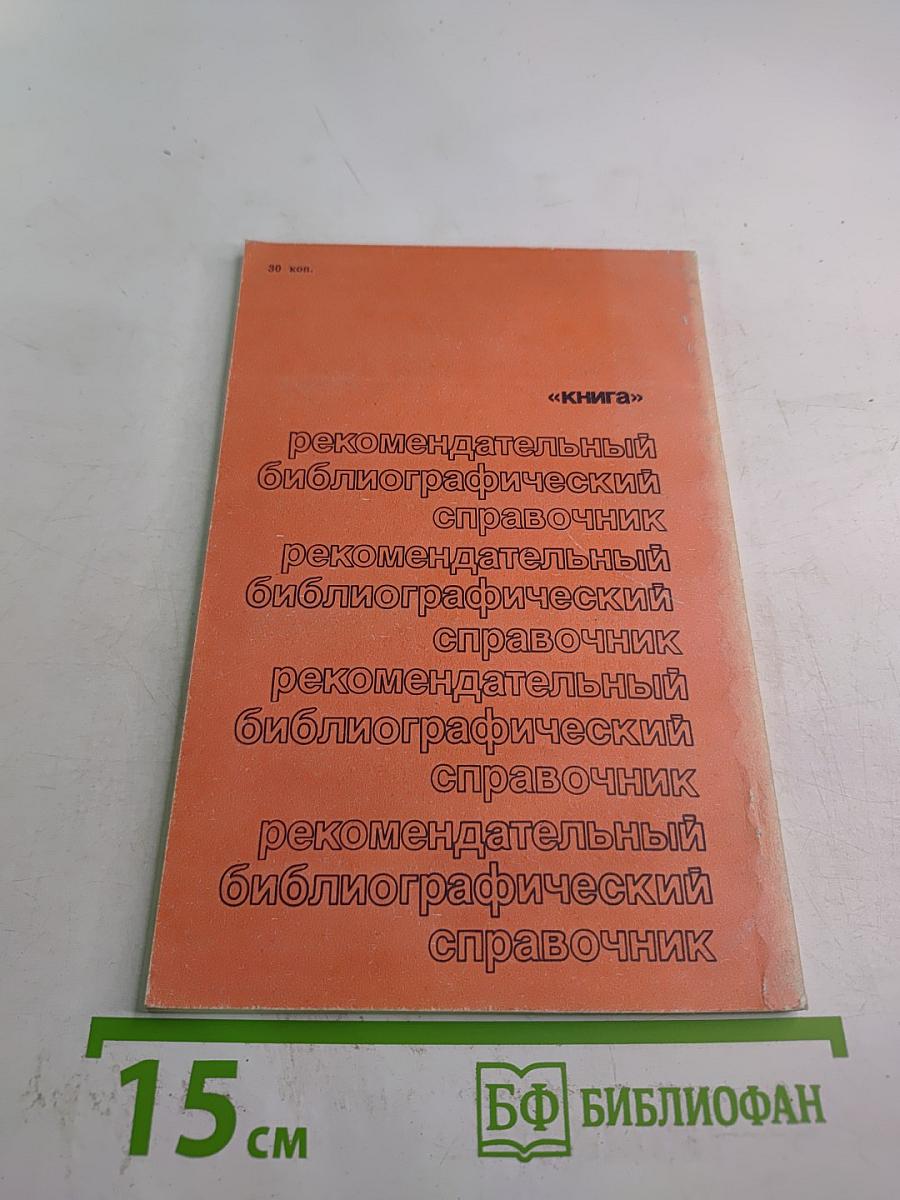 30 коп.
«книга»
рекомендательный
библиографический
справочник
рекомендательный
библиографический
справочник
рекомендательный
библиографический
справочник
рекомендательный
библиографический
справочник
15 см
БФ БИБЛИОФАН